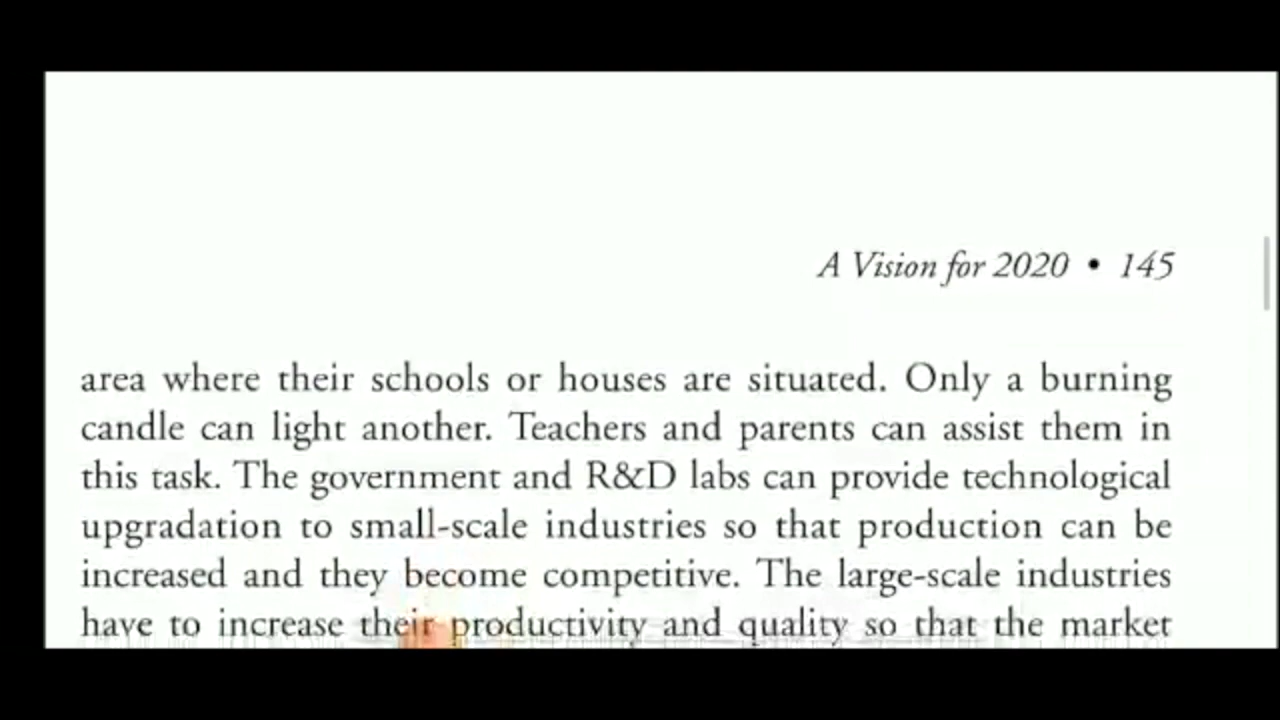 A Vision for 2020 • 145
area where their schools or houses are situated. Only a burning
candle can light another. Teachers and parents can assist them in
this task. The government and R&D labs can provide technological
upgradation to small-scale industries so that production can be
increased and they become competitive. The large-scale industries
have to increase their productivity and quality so that the market